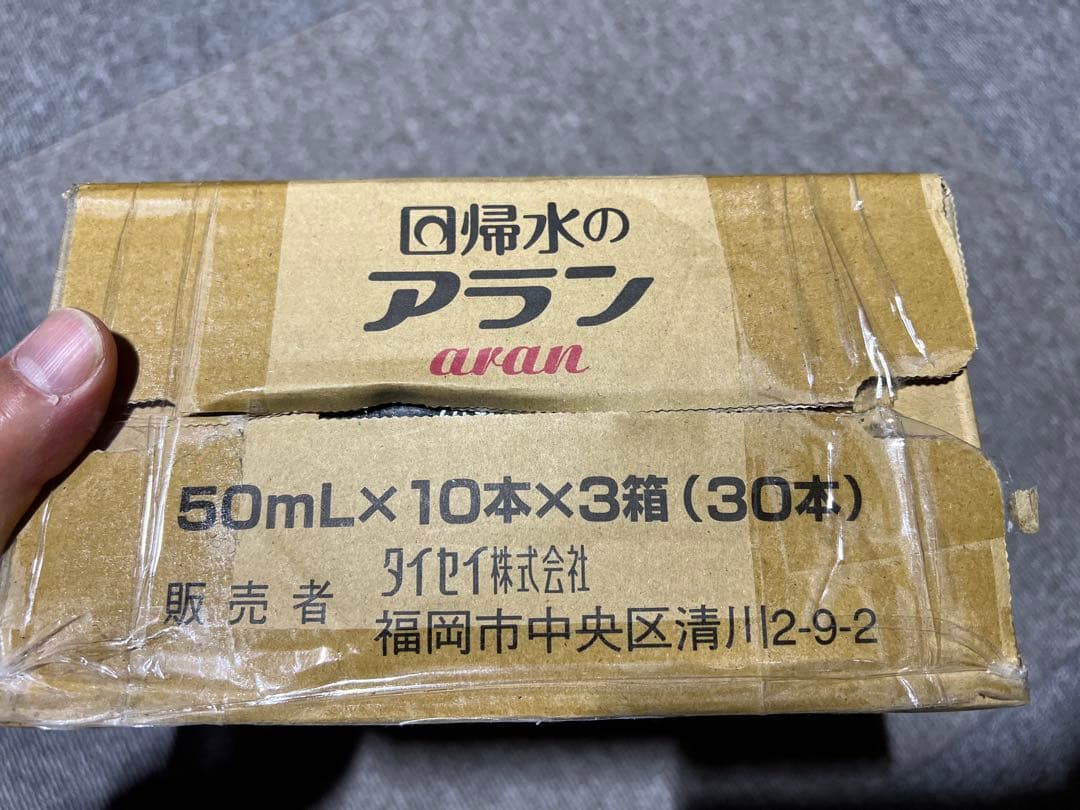 回帰水の
アラン
aran
50mL×10本×3箱(30本)
販売者 タイセイ株式会社
福岡市中央区清川2-9-2